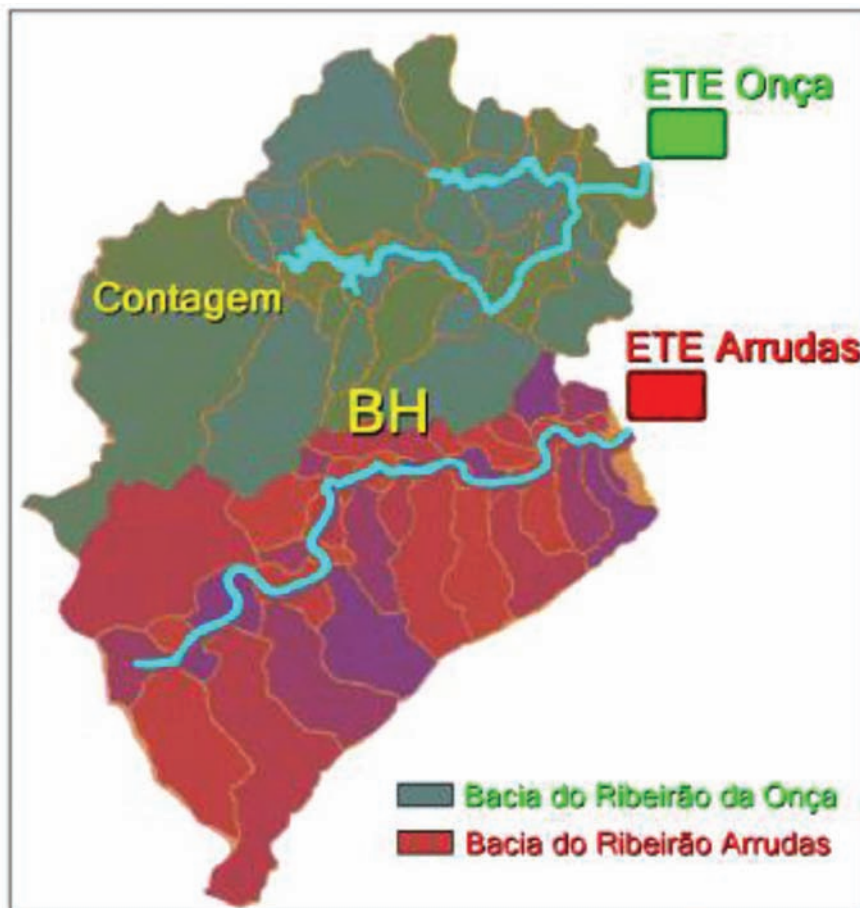 ETE Onça
Contagem
ETE Arrudas
BH
Bacia do Ribeirão da Onça
Bacia do Ribeirão Arrudas